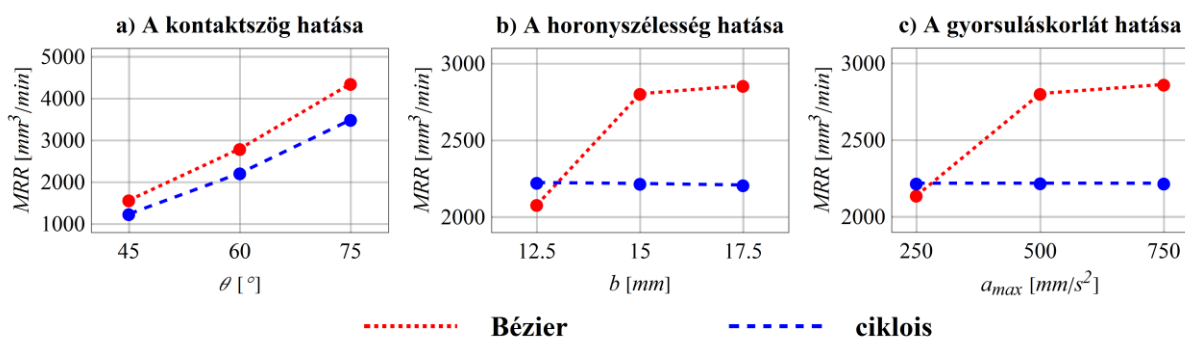 a) A kontaktszög hatása
MRR [mm³/min]
5000
4000
3000
2000
1000
45
60
75
θ [°]
b) A horonyszélesség hatása
MRR [mm³/min]
3000
2500
2000
12.5
15
17.5
b [mm]
c) A gyorsuláskorlát hatása
MRR [mm³/min]
3000
2500
2000
250
500
750
a_max [mm/s²]
Bézier
ciklois